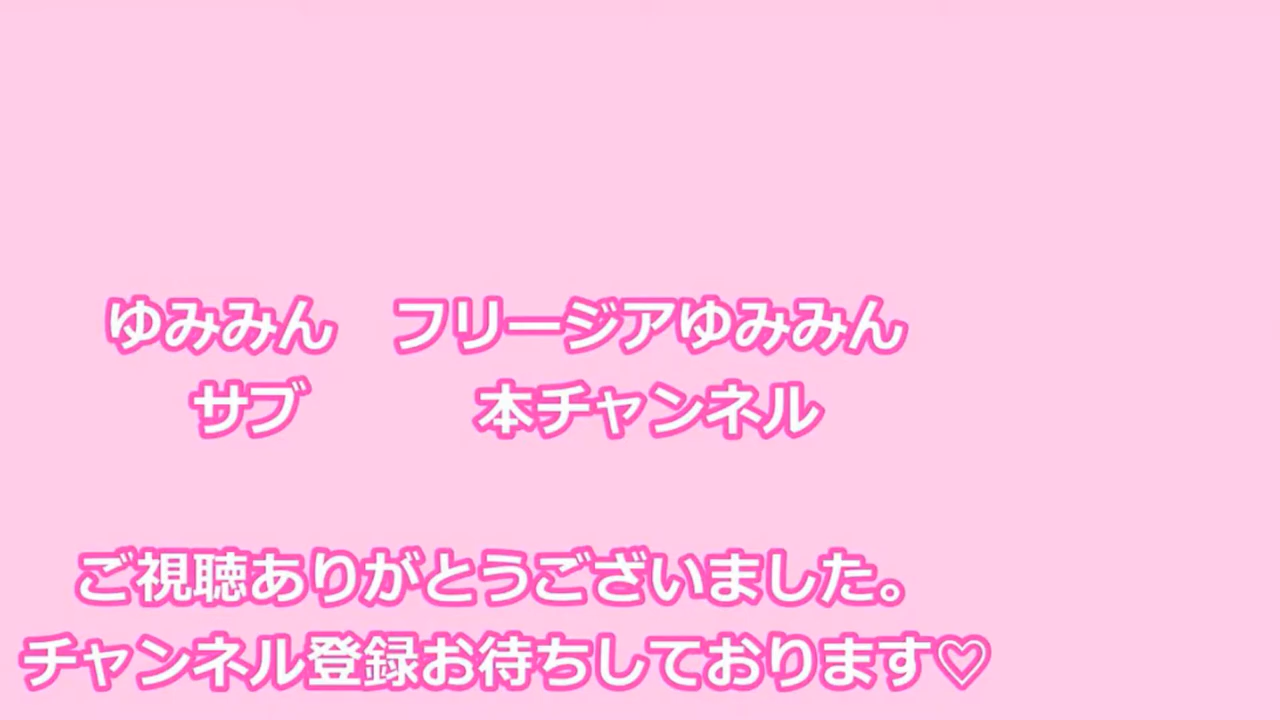 ゆみみん　フリージアゆみみん
サブ　本チャンネル
ご視聴ありがとうございました。
チャンネル登録お待ちしております♡